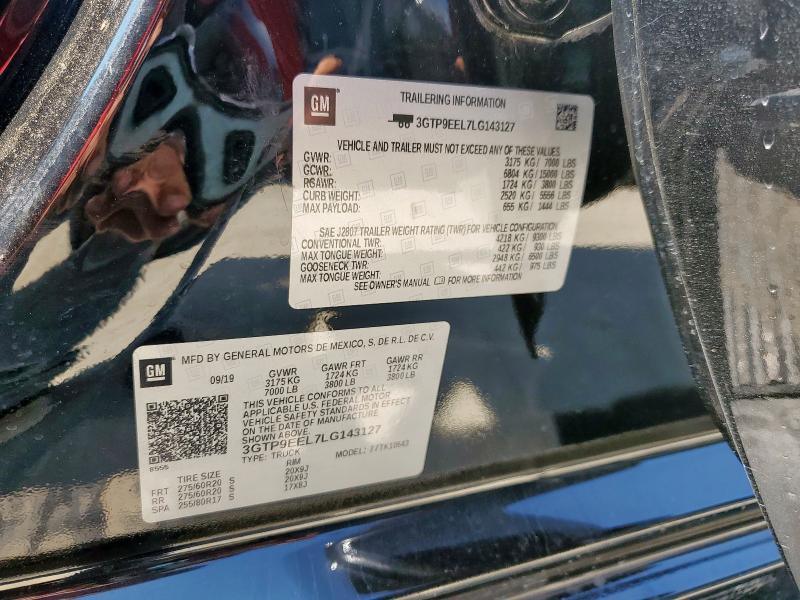 GM
TRAILERING INFORMATION
3GTP9EEL7LG143127
VEHICLE AND TRAILER MUST NOT EXCEED ANY OF THESE VALUES.
GVWR: 3175 KG/ 7000 LBS
GCWR: 6804 KG/ 15000 LBS
RGAWR: 1724 KG/ 3800 LBS
CURB WEIGHT: 2520 KG/ 5556 LBS
MAX PAYLOAD: 655 KG/ 1444 LBS
SAE J2807 TRAILER WEIGHT RATING (TWR) FOR VEHICLE CONFIGURATION
CONVENTIONAL TWR: 4218 KG/ 9300 LBS
MAX TONGUE WEIGHT: 422 KG/ 930 LBS
GOOSENECK TWR: 2948 KG/ 6500 LBS
MAX TONGUE WEIGHT: 442 KG/ 975 LBS
SEE OWNER'S MANUAL FOR MORE INFORMATION
GM
MFD BY GENERAL MOTORS DE MEXICO, S. DE R.L. DE C.V.
09/19 GVWR GAWR FRT GAWR RR
3175 KG 1724 KG 1724 KG
7000 LB 3800 LB 3800 LB
THIS VEHICLE CONFORMS TO ALL
APPLICABLE U.S. FEDERAL MOTOR
VEHICLE SAFETY STANDARDS IN EFFECT
ON THE DATE OF MANUFACTURE
SHOWN ABOVE.
3GTP9EEL7LG143127
TYPE: TRUCK MODEL: TTK10543
8555
TIRE SIZE RIM
FRT 275/60R20 S 20X9J
RR 275/60R20 S 20X9J
SPA 255/80R17 S 17X8J